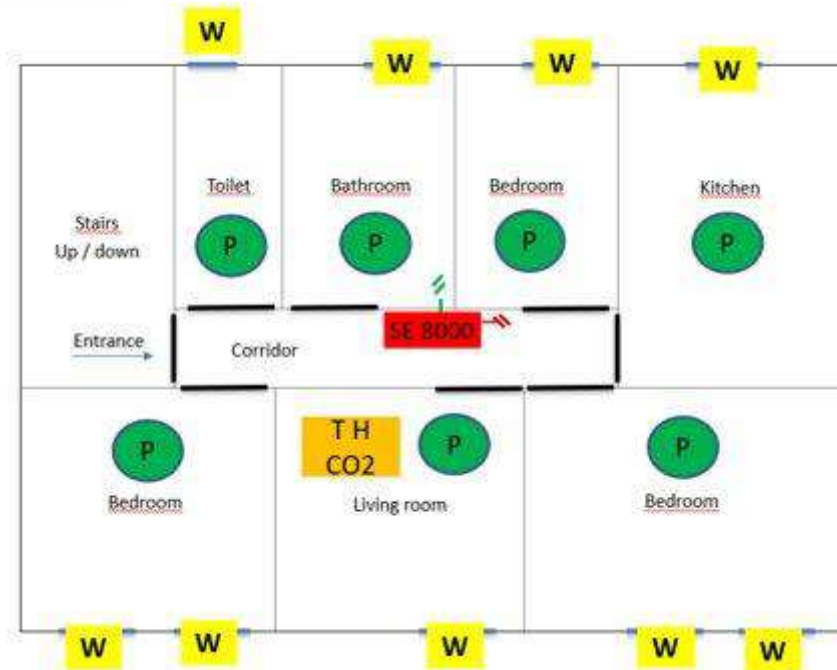 W
W
W
W
Toilet
Bathroom
Bedroom
Kitchen
Stairs
Up / down
P
P
P
P
SE 8000
Entrance
Corridor
T H
CO2
P
P
P
Bedroom
Living room
Bedroom
W
W
W
W
W